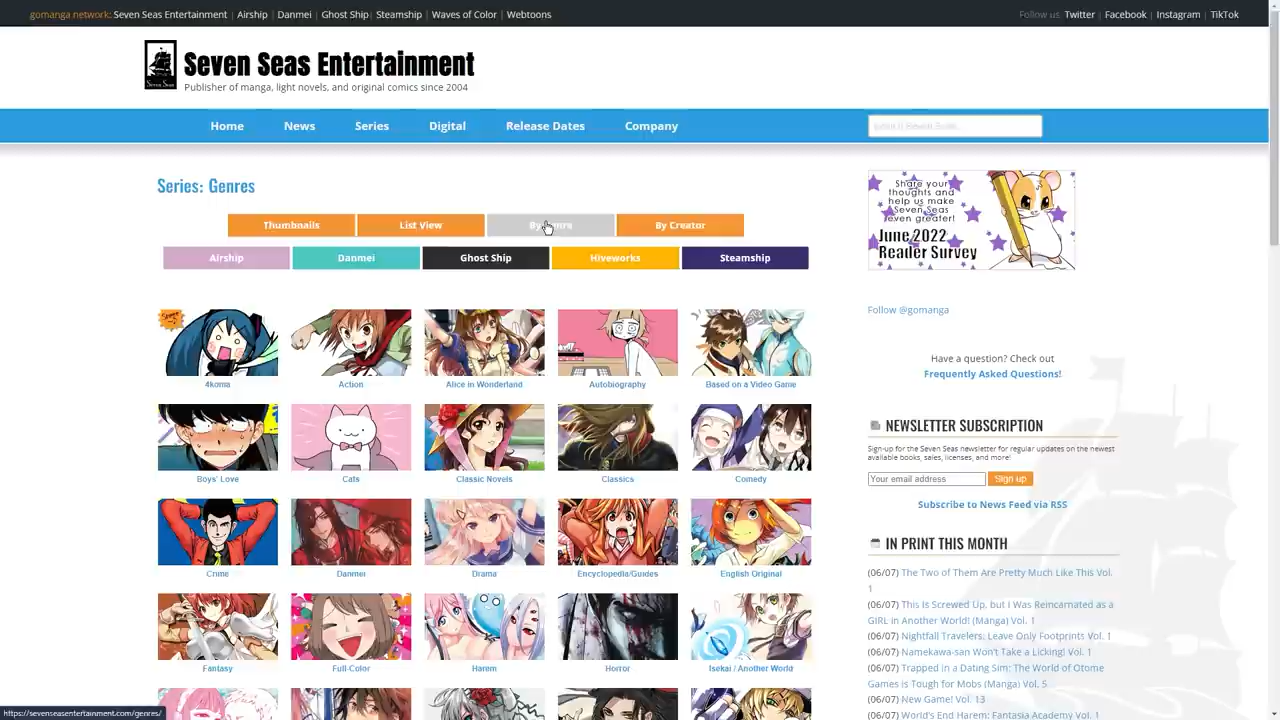 gomanga network: Seven Seas Entertainment | Airship | Danmei | Ghost Ship | Steamship | Waves of Color | Webtoons
Follow us: Twitter | Facebook | Instagram | TikTok
Seven Seas Entertainment
Publisher of manga, light novels, and original comics since 2004
Home News Series Digital Release Dates Company
Series: Genres
Thumbnails List View By Genre By Creator
Airship Danmei Ghost Ship Hiveworks Steamship
4koma Action Alice in Wonderland Autobiography Based on a Video Game
Boys' Love Cats Classic Novels Classics Comedy
Crime Danmei Drama Encyclopedia/Guides English Original
Fantasy Full-Color Harem Horror Isekai / Another World
https://sevenseasentertainment.com/genres/
Share your
thoughts and
help us make
Seven Seas
even greater!
June 2022
Reader Survey
Follow @gomanga
Have a question? Check out
Frequently Asked Questions!
NEWSLETTER SUBSCRIPTION
Sign-up for the Seven Seas newsletter for regular updates on the newest
available books, sales, licenses, and more!
Your email address Sign up
Subscribe to News Feed via RSS
IN PRINT THIS MONTH
(06/07) The Two of Them Are Pretty Much Like This Vol.
1
(06/07) This Is Screwed Up, but I Was Reincarnated as a
GIRL in Another World! (Manga) Vol. 1
(06/07) Nightfall Travelers: Leave Only Footprints Vol. 1
(06/07) Namekawa-san Won't Take a Licking! Vol. 1
(06/07) Trapped in a Dating Sim: The World of Otome
Games is Tough for Mobs (Manga) Vol. 5
(06/07) New Game! Vol. 13
(06/07) World's End Harem: Fantasia Academy Vol. 1